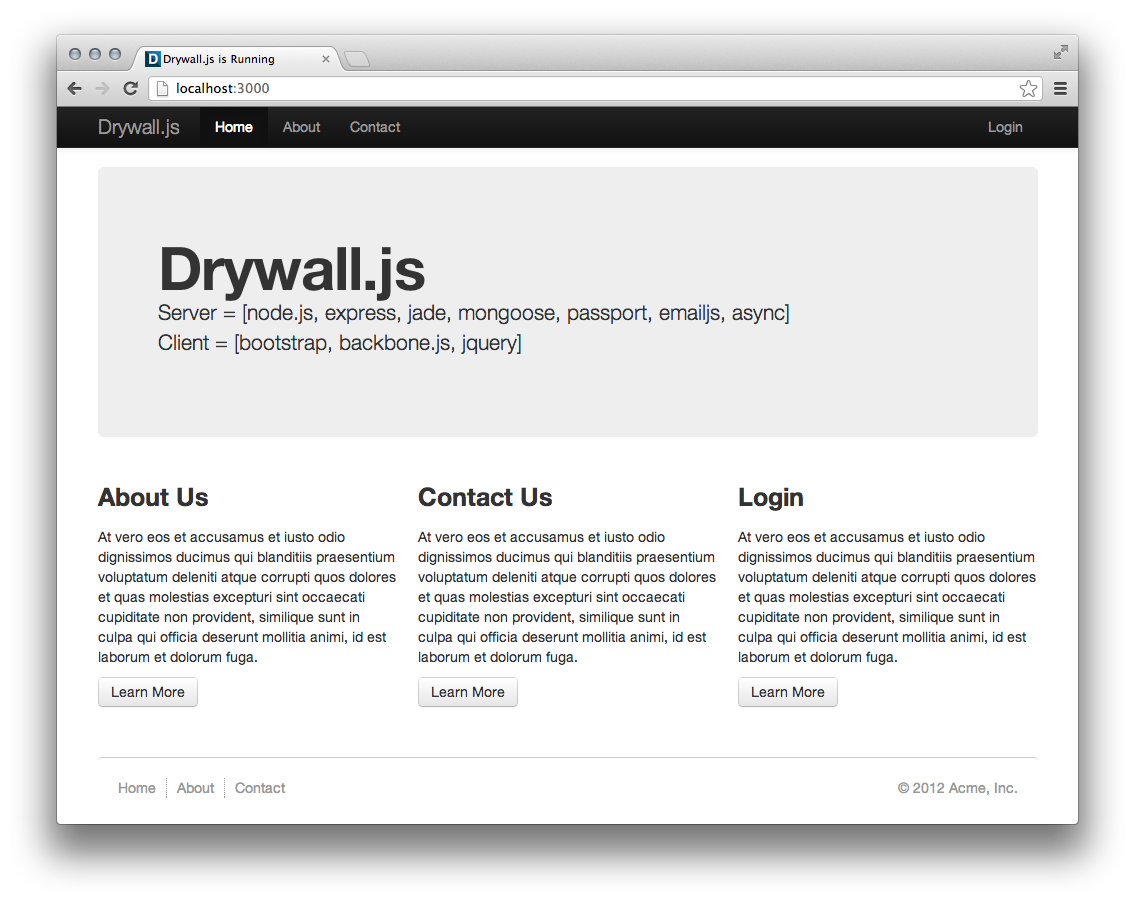 Drywall.js is Running
localhost:3000
Drywall.js Home About Contact Login
Drywall.js
Server = [node.js, express, jade, mongoose, passport, emailjs, async]
Client = [bootstrap, backbone.js, jquery]
About Us
At vero eos et accusamus et iusto odio
dignissimos ducimus qui blanditiis praesentium
voluptatum deleniti atque corrupti quos dolores
et quas molestias excepturi sint occaecati
cupiditate non provident, similique sunt in
culpa qui officia deserunt mollitia animi, id est
laborum et dolorum fuga.
Learn More
Contact Us
At vero eos et accusamus et iusto odio
dignissimos ducimus qui blanditiis praesentium
voluptatum deleniti atque corrupti quos dolores
et quas molestias excepturi sint occaecati
cupiditate non provident, similique sunt in
culpa qui officia deserunt mollitia animi, id est
laborum et dolorum fuga.
Learn More
Login
At vero eos et accusamus et iusto odio
dignissimos ducimus qui blanditiis praesentium
voluptatum deleniti atque corrupti quos dolores
et quas molestias excepturi sint occaecati
cupiditate non provident, similique sunt in
culpa qui officia deserunt mollitia animi, id est
laborum et dolorum fuga.
Learn More
Home About Contact © 2012 Acme, Inc.